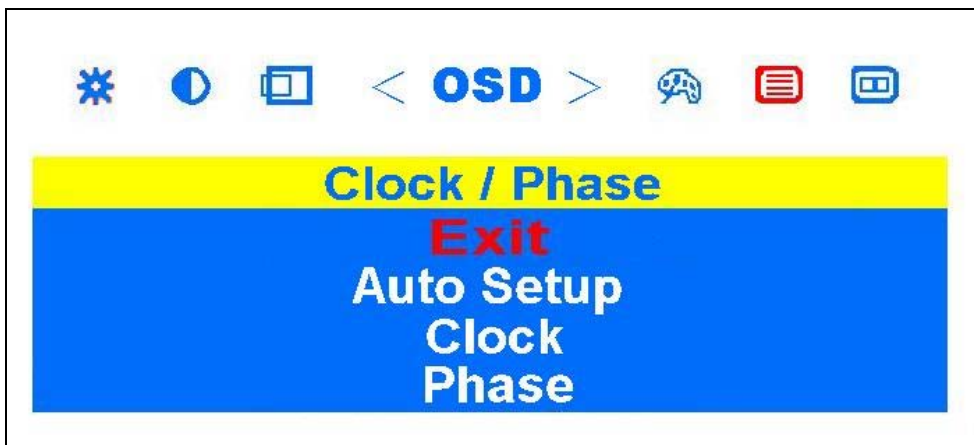 < OSD >
Clock / Phase
Exit
Auto Setup
Clock
Phase